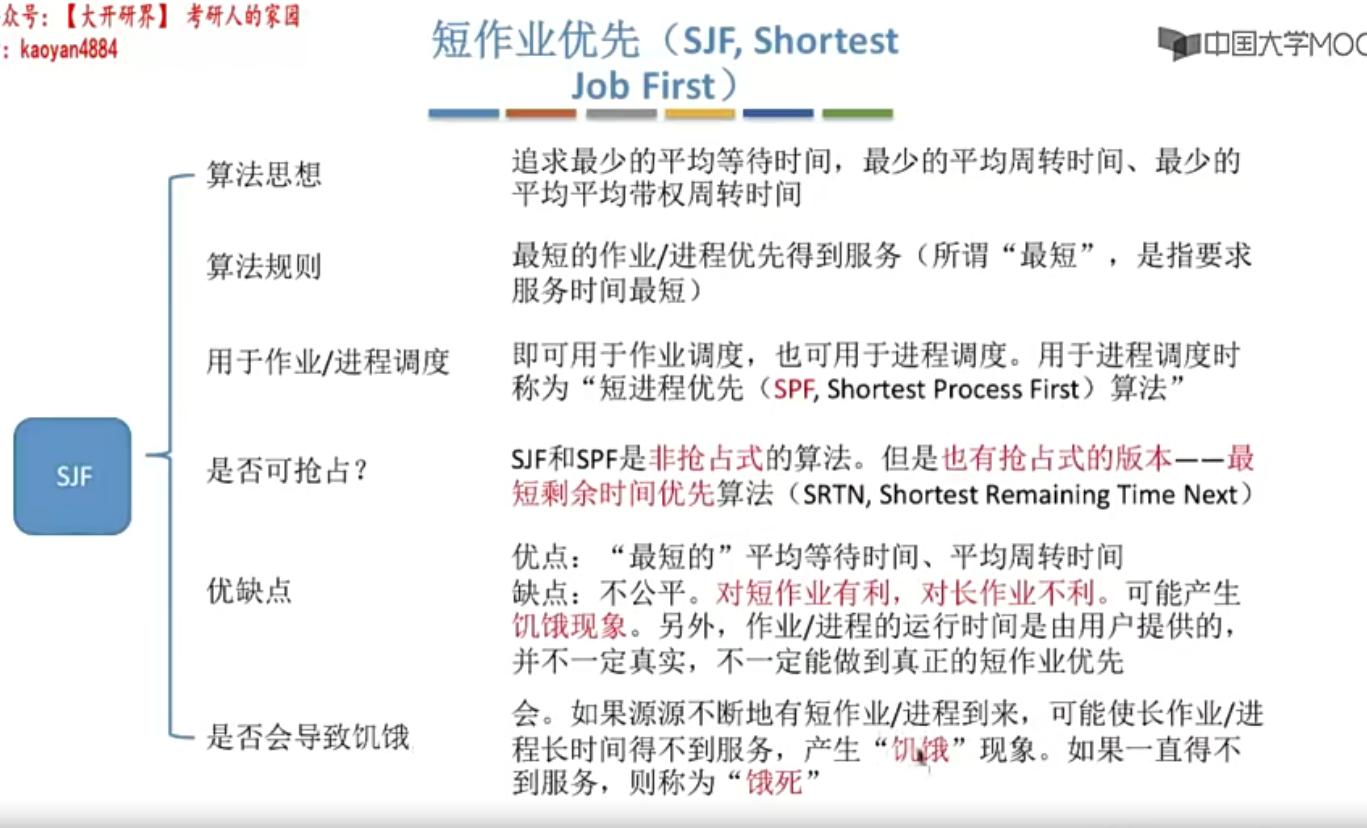 众号:【大开研界】 考研人的家园
: kaoyan4884
短作业优先（SJF, Shortest
Job First）
中国大学MOO
算法思想
追求最少的平均等待时间，最少的平均周转时间、最少的
平均平均带权周转时间
算法规则
最短的作业/进程优先得到服务（所谓“最短”，是指要求
服务时间最短）
用于作业/进程调度
即可用于作业调度，也可用于进程调度。用于进程调度时
称为“短进程优先（SPF, Shortest Process First）算法”
SJF
是否可抢占？
SJF和SPF是非抢占式的算法。但是也有抢占式的版本——最
短剩余时间优先算法（SRTN, Shortest Remaining Time Next）
优缺点
优点：“最短的”平均等待时间、平均周转时间
缺点：不公平。对短作业有利，对长作业不利。可能产生
饥饿现象。另外，作业/进程的运行时间是由用户提供的，
并不一定真实，不一定能做到真正的短作业优先
是否会导致饥饿
会。如果源源不断地有短作业/进程到来，可能使长作业/进
程长时间得不到服务，产生“饥饿”现象。如果一直得不
到服务，则称为“饿死”